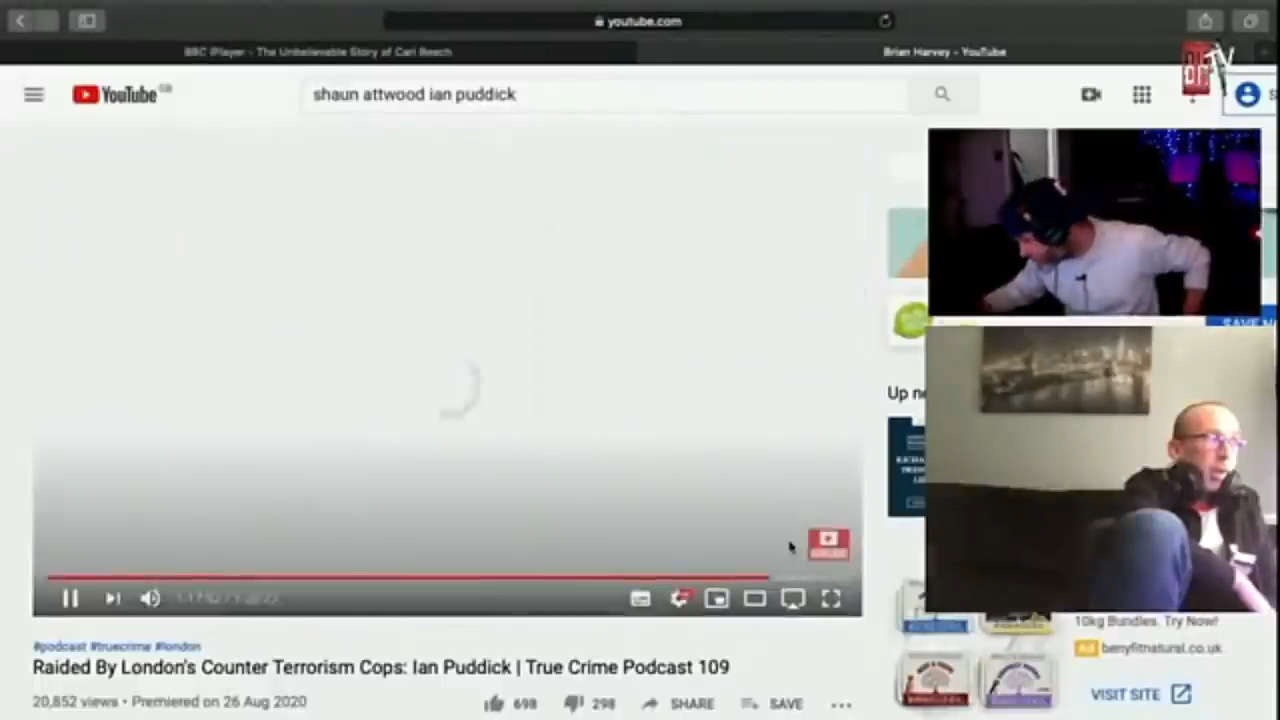 youtube.com
BBC iPlayer - The Unbelievable Story of Carl Beech
Brian Harvey - YouTube
TV
YouTube GB
shaun attwood ian puddick
S
SAVE N
Up ne
#podcast #truecrime #london
Raided By London's Counter Terrorism Cops: Ian Puddick | True Crime Podcast 109
20,852 views • Premiered on 26 Aug 2020
698
298
SHARE
SAVE
10kg Bundles. Try Now!
Ad benyfitnatural.co.uk
VISIT SITE